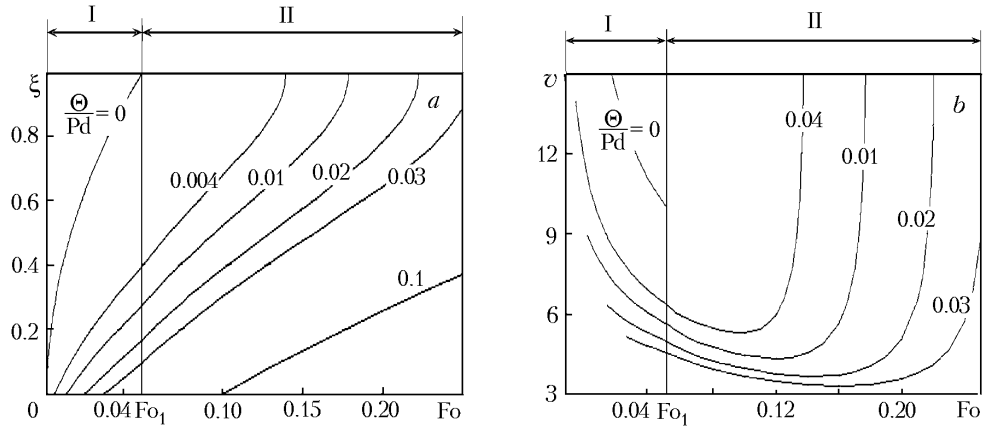 I II
ξ
Θ/Pd = 0
a
0.8
0.004
0.01
0.02
0.03
0.6
0.4
0.1
0.2
0
0.04 Fo₁ 0.10 0.15 0.20 Fo
I II
υ
Θ/Pd = 0
b
12
0.04
0.01
9
0.02
6
0.03
3
0.04 Fo₁ 0.12 0.20 Fo